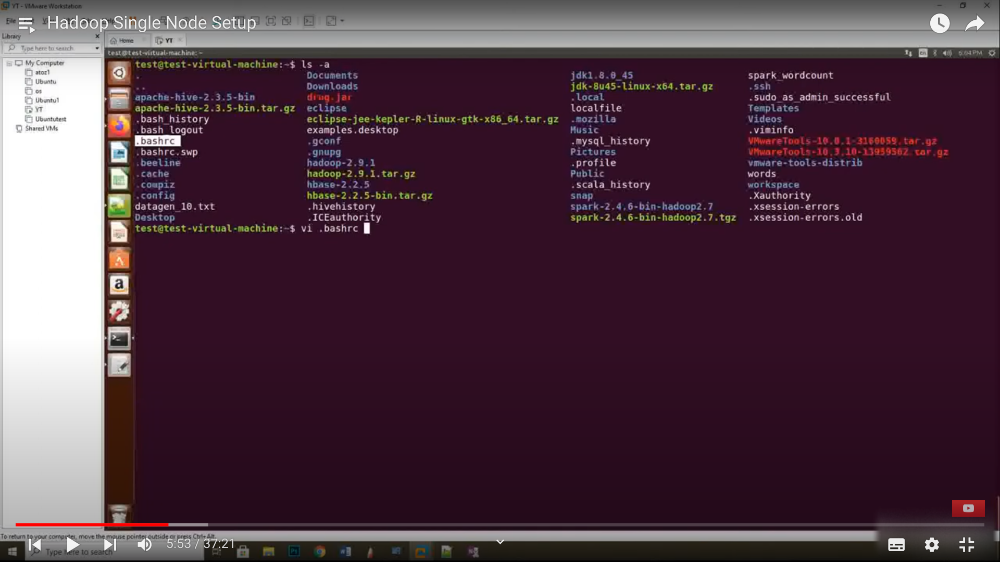 YT - VMware Workstation
File
Hadoop Single Node Setup
Library
Home
YT
Type here to search
test@test-virtual-machine: ~
6:04 PM
My Computer
atoz1
Ubuntu
os
Ubuntu1
YT
Ubuntutest
Shared VMs
test@test-virtual-machine:~$ ls -a
. Documents jdk1.8.0_45 spark_wordcount
.. Downloads jdk-8u45-linux-x64.tar.gz .ssh
apache-hive-2.3.5-bin drug.jar .local .sudo_as_admin_successful
apache-hive-2.3.5-bin.tar.gz eclipse localfile Templates
.bash_history eclipse-jee-kepler-R-linux-gtk-x86_64.tar.gz .mozilla Videos
.bash_logout examples.desktop Music .viminfo
.bashrc .gconf .mysql_history VMwareTools-10.0.1-3160059.tar.gz
.bashrc.swp .gnupg Pictures VMwareTools-10.3.10-13959562.tar.gz
.beeline hadoop-2.9.1 .profile vmware-tools-distrib
.cache hadoop-2.9.1.tar.gz Public words
.compiz hbase-2.2.5 .scala_history workspace
.config hbase-2.2.5-bin.tar.gz snap .Xauthority
datagen_10.txt .hivehistory spark-2.4.6-bin-hadoop2.7 .xsession-errors
Desktop .ICEauthority spark-2.4.6-bin-hadoop2.7.tgz .xsession-errors.old
test@test-virtual-machine:~$ vi .bashrc
To return to your computer, move the mouse pointer outside or press Ctrl+Alt.
5:53 / 37:21
Type here to search